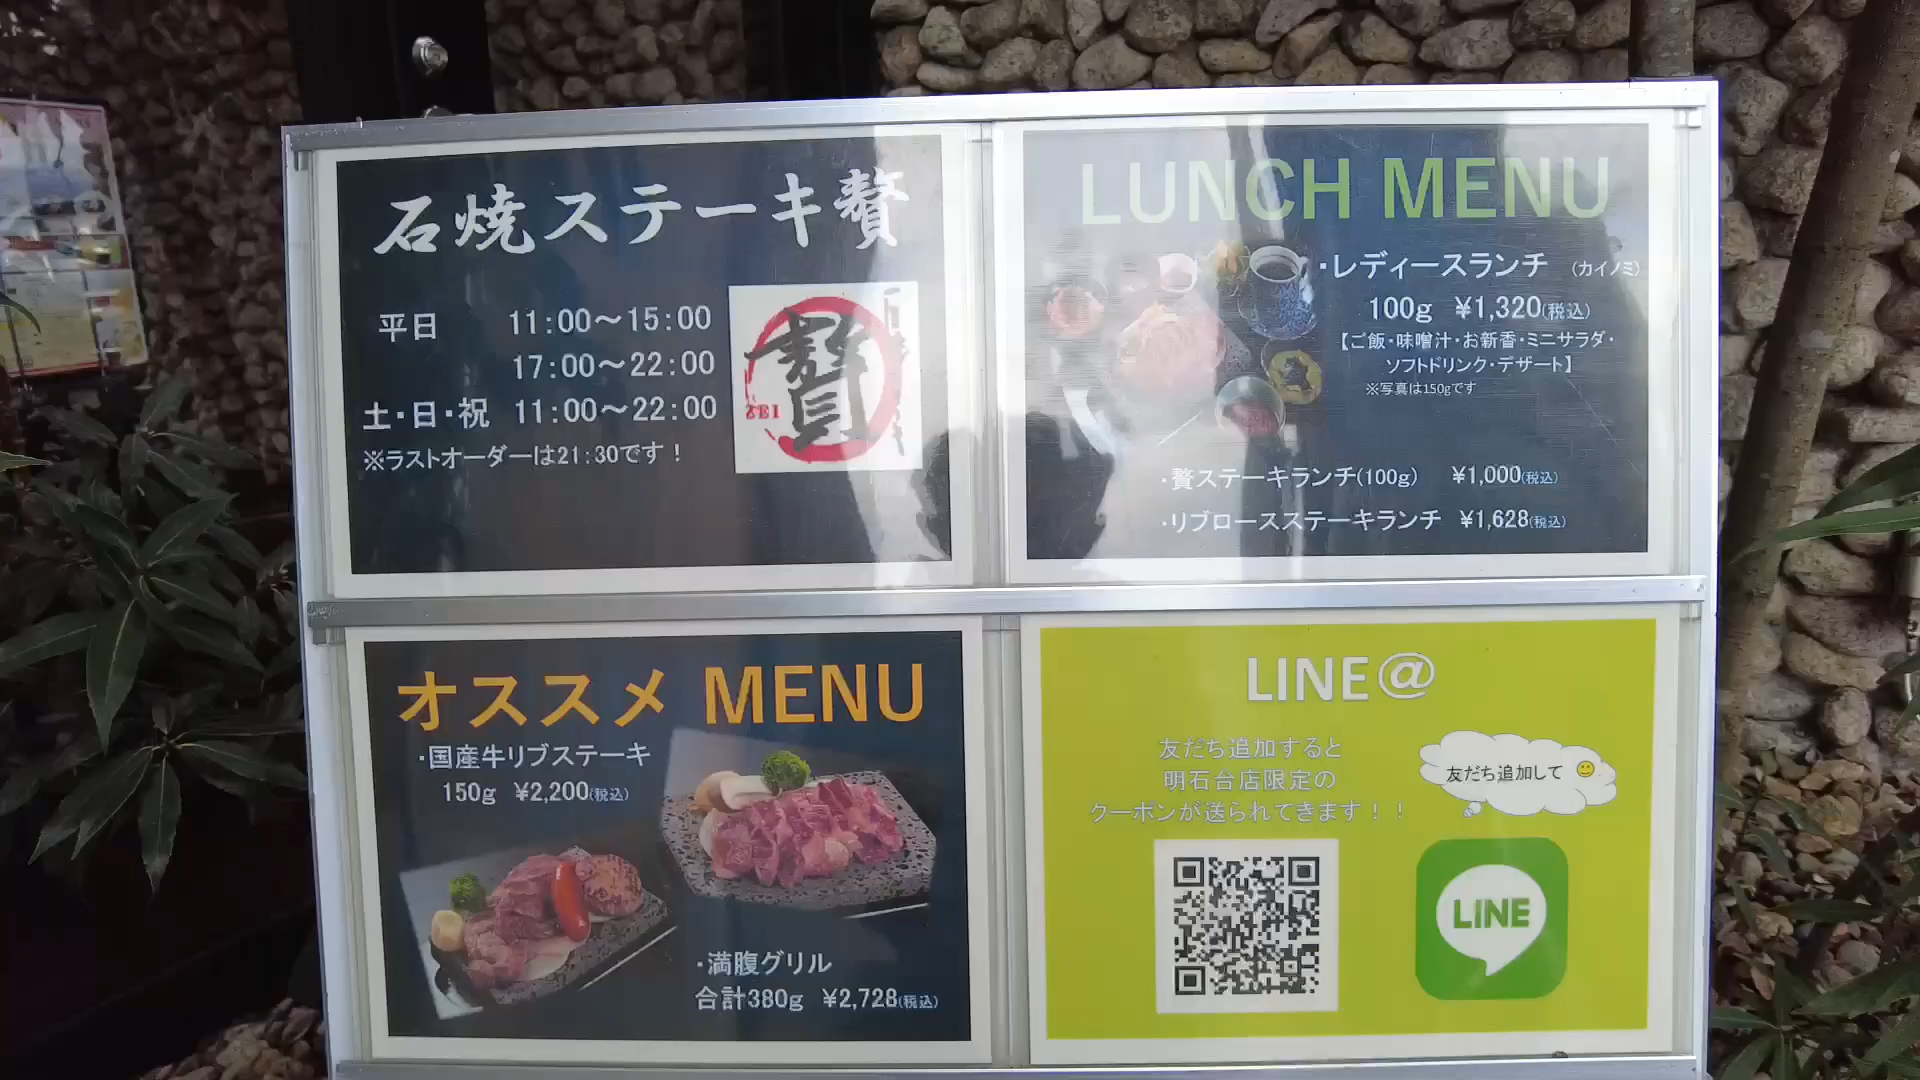 石焼ステーキ贅
平日 11:00～15:00
17:00～22:00
土・日・祝 11:00～22:00
※ラストオーダーは21:30です！
贅
ZEI
LUNCH MENU
・レディースランチ （カイノミ）
100g ¥1,320(税込)
【ご飯・味噌汁・お新香・ミニサラダ・
ソフトドリンク・デザート】
※写真は150gです
・贅ステーキランチ(100g) ¥1,000(税込)
・リブロースステーキランチ ¥1,628(税込)
オススメ MENU
・国産牛リブステーキ
150g ¥2,200(税込)
・満腹グリル
合計380g ¥2,728(税込)
LINE@
友だち追加すると
明石台店限定の
クーポンが送られてきます！！
友だち追加して
LINE